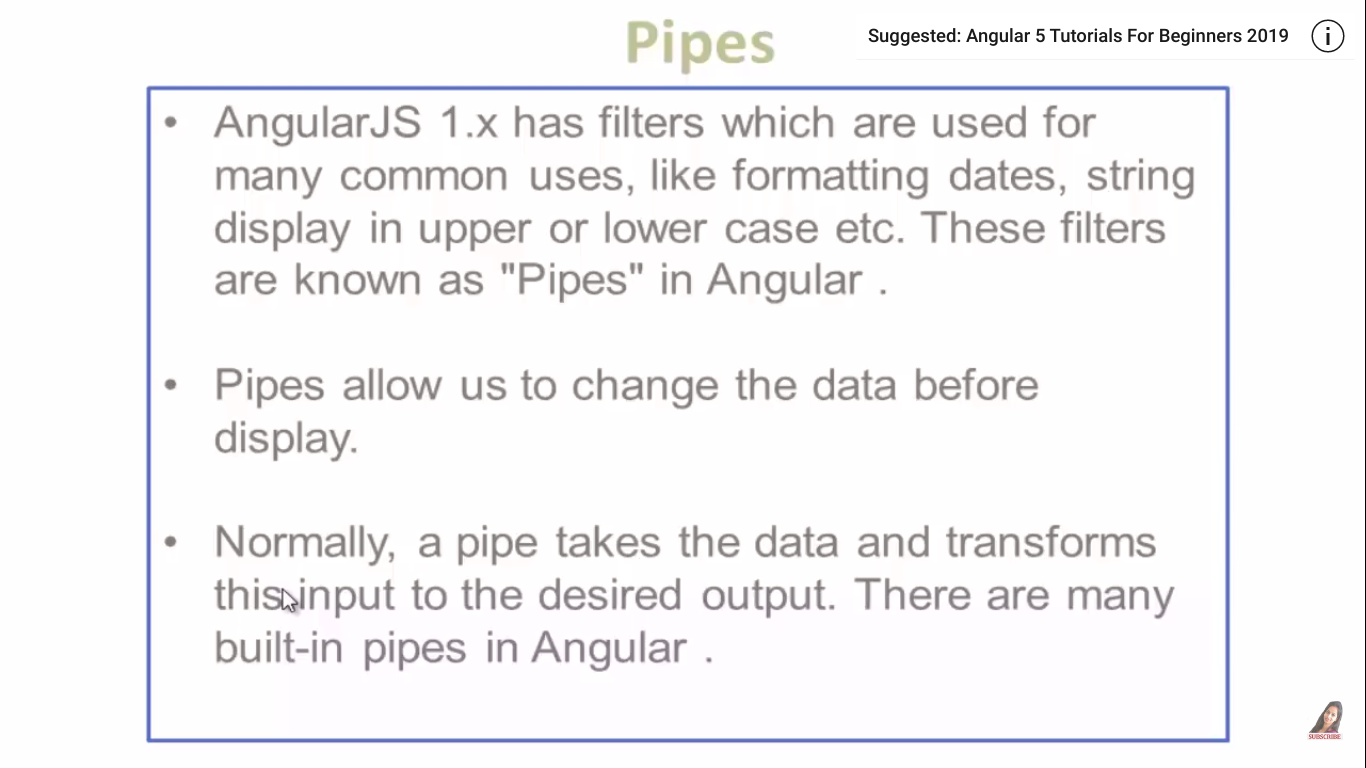 Pipes
Suggested: Angular 5 Tutorials For Beginners 2019
• AngularJS 1.x has filters which are used for
many common uses, like formatting dates, string
display in upper or lower case etc. These filters
are known as "Pipes" in Angular .
• Pipes allow us to change the data before
display.
• Normally, a pipe takes the data and transforms
this input to the desired output. There are many
built-in pipes in Angular .
SUBSCRIBE